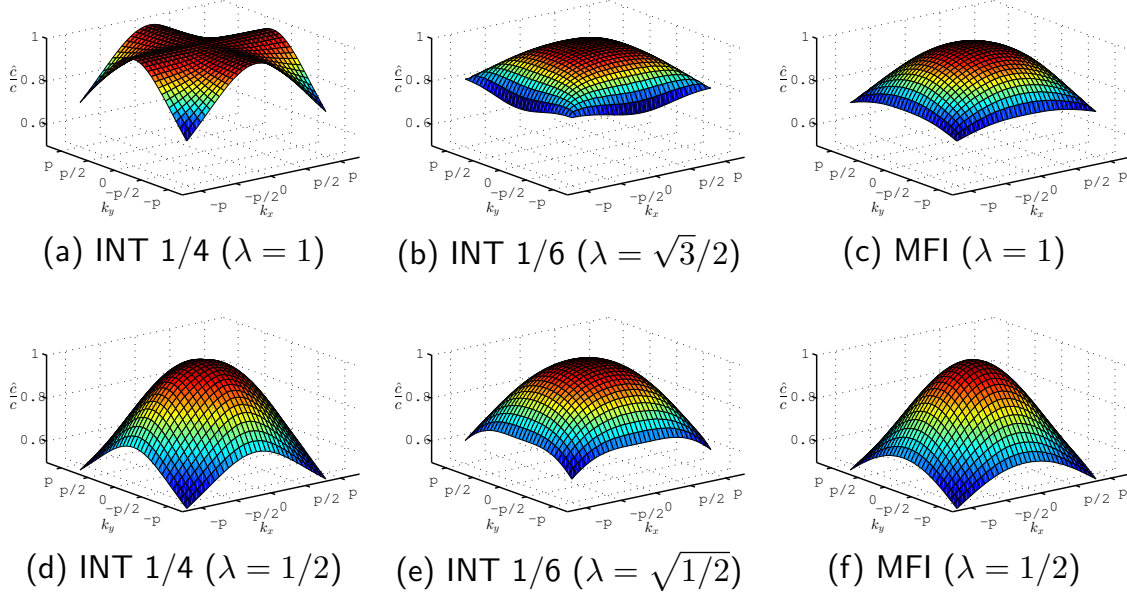 1
0.8
0.6
ĉ/c
p
p/2
0
−p/2
−p
k_y
−p
−p/2
0
p/2
p
k_x
(a) INT 1/4 (λ = 1)
1
0.8
0.6
ĉ/c
p
p/2
0
−p/2
−p
k_y
−p
−p/2
0
p/2
p
k_x
(b) INT 1/6 (λ = √3/2)
1
0.8
0.6
ĉ/c
p
p/2
0
−p/2
−p
k_y
−p
−p/2
0
p/2
p
k_x
(c) MFI (λ = 1)
1
0.8
0.6
ĉ/c
p
p/2
0
−p/2
−p
k_y
−p
−p/2
0
p/2
p
k_x
(d) INT 1/4 (λ = 1/2)
1
0.8
0.6
ĉ/c
p
p/2
0
−p/2
−p
k_y
−p
−p/2
0
p/2
p
k_x
(e) INT 1/6 (λ = √1/2)
1
0.8
0.6
ĉ/c
p
p/2
0
−p/2
−p
k_y
−p
−p/2
0
p/2
p
k_x
(f) MFI (λ = 1/2)